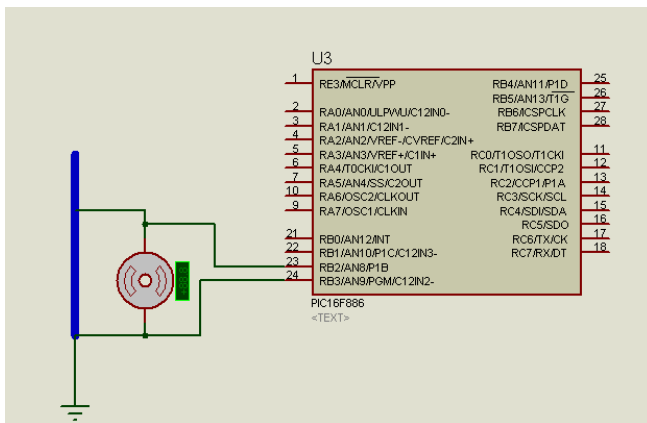 U3
1 RE3/MCLR/VPP RB4/AN11/P1D 25
RB5/AN13/T1G 26
2 RA0/AN0/ULPWU/C12IN0- RB6/ICSPCLK 27
3 RA1/AN1/C12IN1- RB7/ICSPDAT 28
4 RA2/AN2/VREF-/CVREF/C2IN+
5 RA3/AN3/VREF+/C1IN+ RC0/T1OSO/T1CKI 11
6 RA4/T0CKI/C1OUT RC1/T1OSI/CCP2 12
7 RA5/AN4/SS/C2OUT RC2/CCP1/P1A 13
10 RA6/OSC2/CLKOUT RC3/SCK/SCL 14
9 RA7/OSC1/CLKIN RC4/SDI/SDA 15
RC5/SDO 16
21 RB0/AN12/INT RC6/TX/CK 17
22 RB1/AN10/P1C/C12IN3- RC7/RX/DT 18
23 RB2/AN8/P1B
24 RB3/AN9/PGM/C12IN2-
PIC16F886
<TEXT>